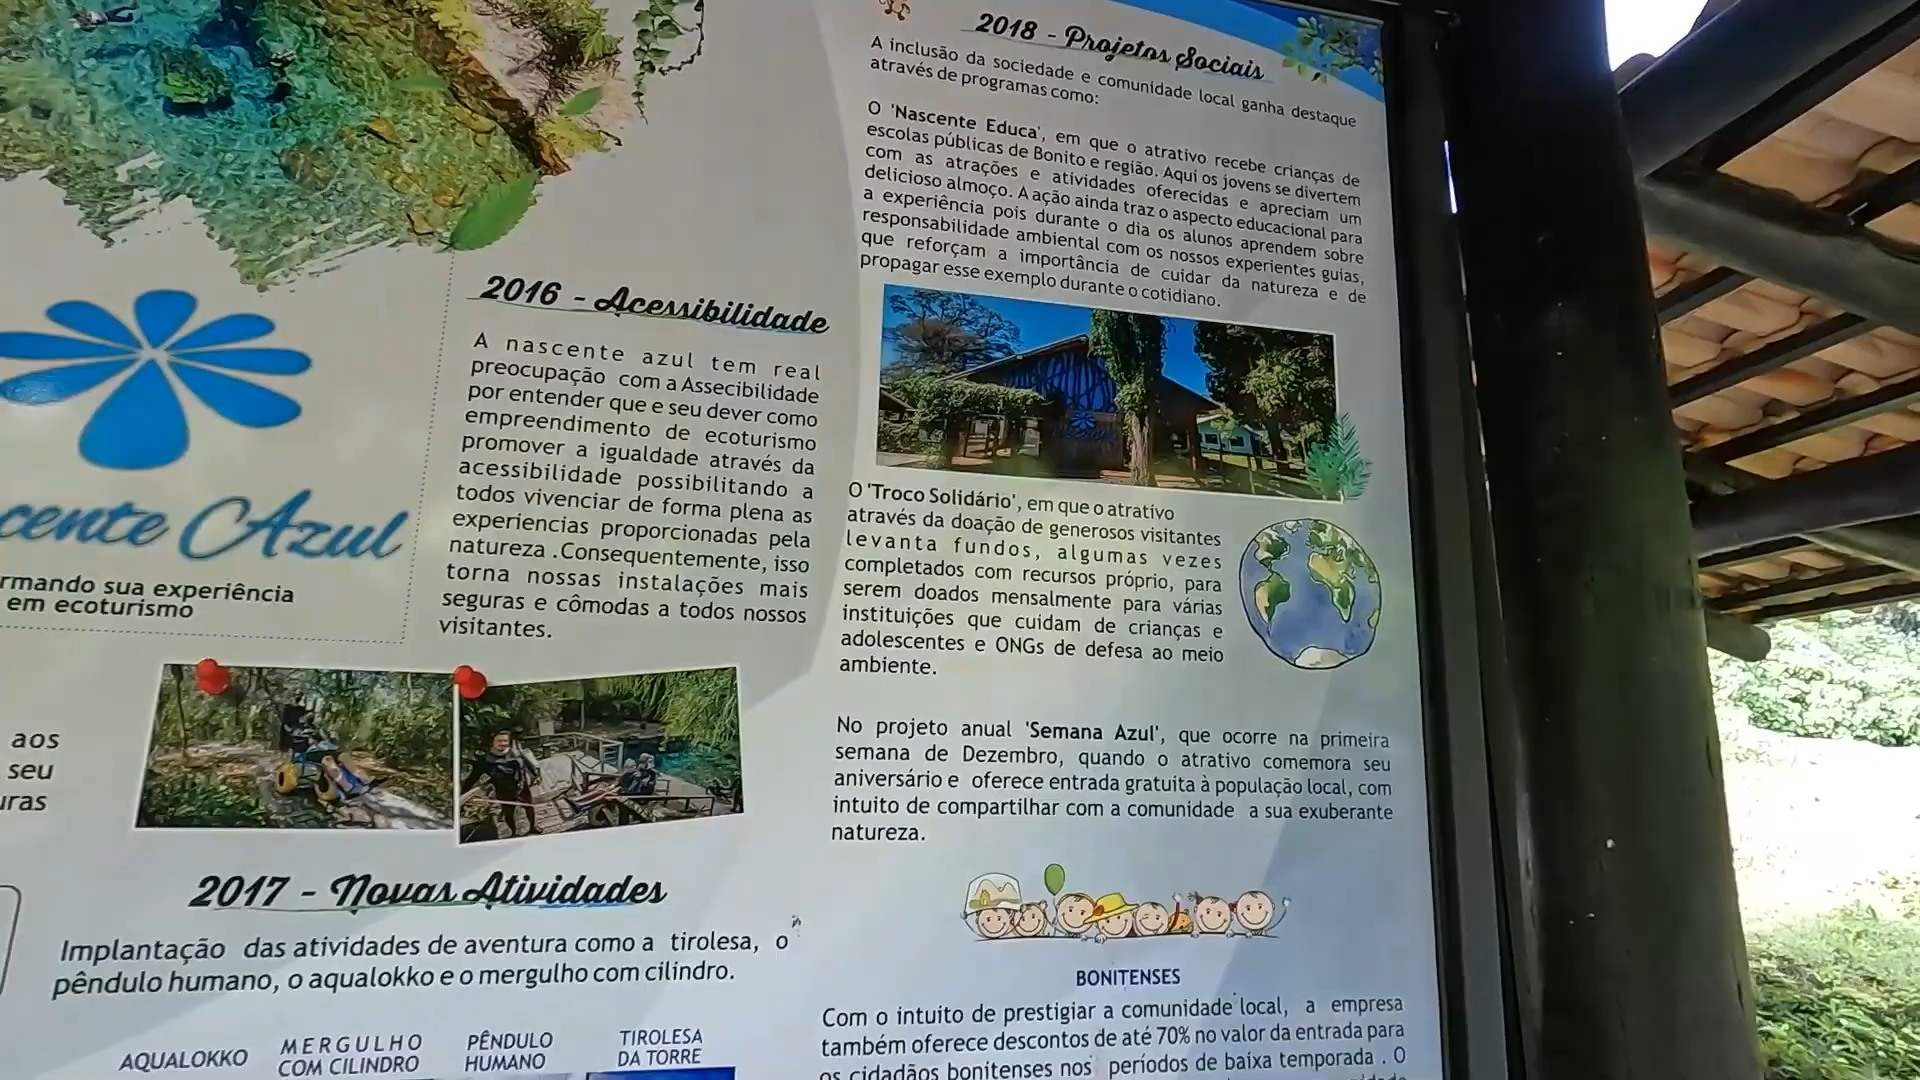 cente Azul
rmando sua experiência
em ecoturismo
aos
seu
uras
2016 - Acessibilidade
A nascente azul tem real
preocupação com a Assecibilidade
por entender que e seu dever como
empreendimento de ecoturismo
promover a igualdade através da
acessibilidade possibilitando a
todos vivenciar de forma plena as
experiencias proporcionadas pela
natureza .Consequentemente, isso
torna nossas instalações mais
seguras e cômodas a todos nossos
visitantes.
2017 - Novas Atividades
Implantação das atividades de aventura como a tirolesa, o
pêndulo humano, o aqualokko e o mergulho com cilindro.
AQUALOKKO
MERGULHO
COM CILINDRO
PÊNDULO
HUMANO
TIROLESA
DA TORRE
2018 - Projetos Sociais
A inclusão da sociedade e comunidade local ganha destaque
através de programas como:
O 'Nascente Educa', em que o atrativo recebe crianças de
escolas públicas de Bonito e região. Aqui os jovens se divertem
com as atrações e atividades oferecidas e apreciam um
delicioso almoço. A ação ainda traz o aspecto educacional para
a experiência pois durante o dia os alunos aprendem sobre
responsabilidade ambiental com os nossos experientes guias,
que reforçam a importância de cuidar da natureza e de
propagar esse exemplo durante o cotidiano.
O 'Troco Solidário', em que o atrativo
através da doação de generosos visitantes
levanta fundos, algumas vezes
completados com recursos próprio, para
serem doados mensalmente para várias
instituições que cuidam de crianças e
adolescentes e ONGs de defesa ao meio
ambiente.
No projeto anual 'Semana Azul', que ocorre na primeira
semana de Dezembro, quando o atrativo comemora seu
aniversário e oferece entrada gratuita à população local, com
intuito de compartilhar com a comunidade a sua exuberante
natureza.
BONITENSES
Com o intuito de prestigiar a comunidade local, a empresa
também oferece descontos de até 70% no valor da entrada para
os cidadãos bonitenses nos períodos de baixa temporada . O